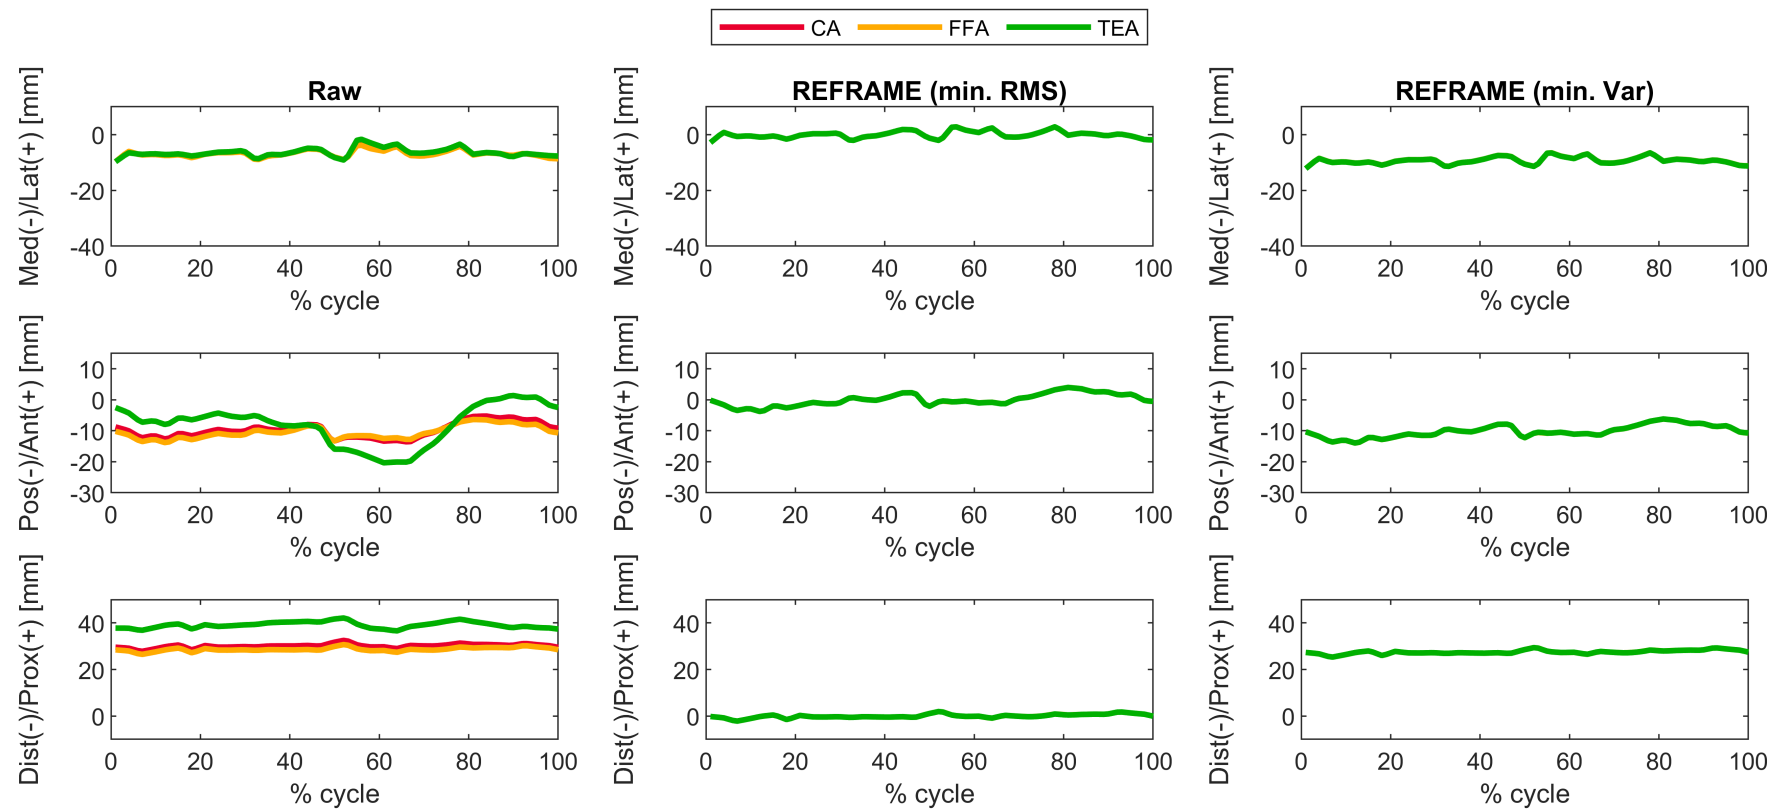 CA FFA TEA
Raw REFRAME (min. RMS) REFRAME (min. Var)
Med(-)/Lat(+) [mm] 0 -20 -40 0 20 40 60 80 100 % cycle
Med(-)/Lat(+) [mm] 0 -20 -40 0 20 40 60 80 100 % cycle
Med(-)/Lat(+) [mm] 0 -20 -40 0 20 40 60 80 100 % cycle
Pos(-)/Ant(+) [mm] 10 0 -10 -20 -30 0 20 40 60 80 100 % cycle
Pos(-)/Ant(+) [mm] 10 0 -10 -20 -30 0 20 40 60 80 100 % cycle
Pos(-)/Ant(+) [mm] 10 0 -10 -20 -30 0 20 40 60 80 100 % cycle
Dist(-)/Prox(+) [mm] 40 20 0 0 20 40 60 80 100 % cycle
Dist(-)/Prox(+) [mm] 40 20 0 0 20 40 60 80 100 % cycle
Dist(-)/Prox(+) [mm] 40 20 0 0 20 40 60 80 100 % cycle